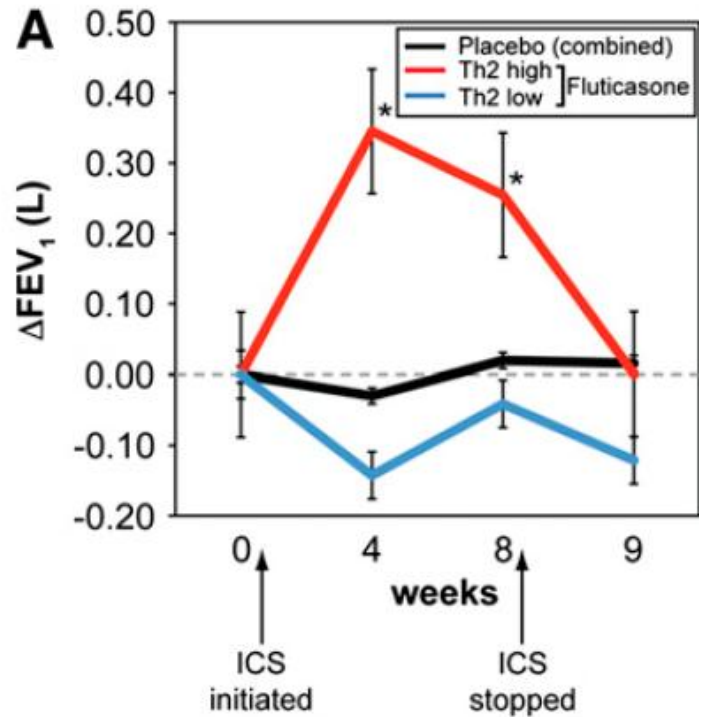 A
Placebo (combined)
Th2 high
Th2 low
Fluticasone
ΔFEV₁ (L)
0.50
0.40
0.30
0.20
0.10
0.00
-0.10
-0.20
*
*
0 4 8 9
weeks
ICS
initiated
ICS
stopped